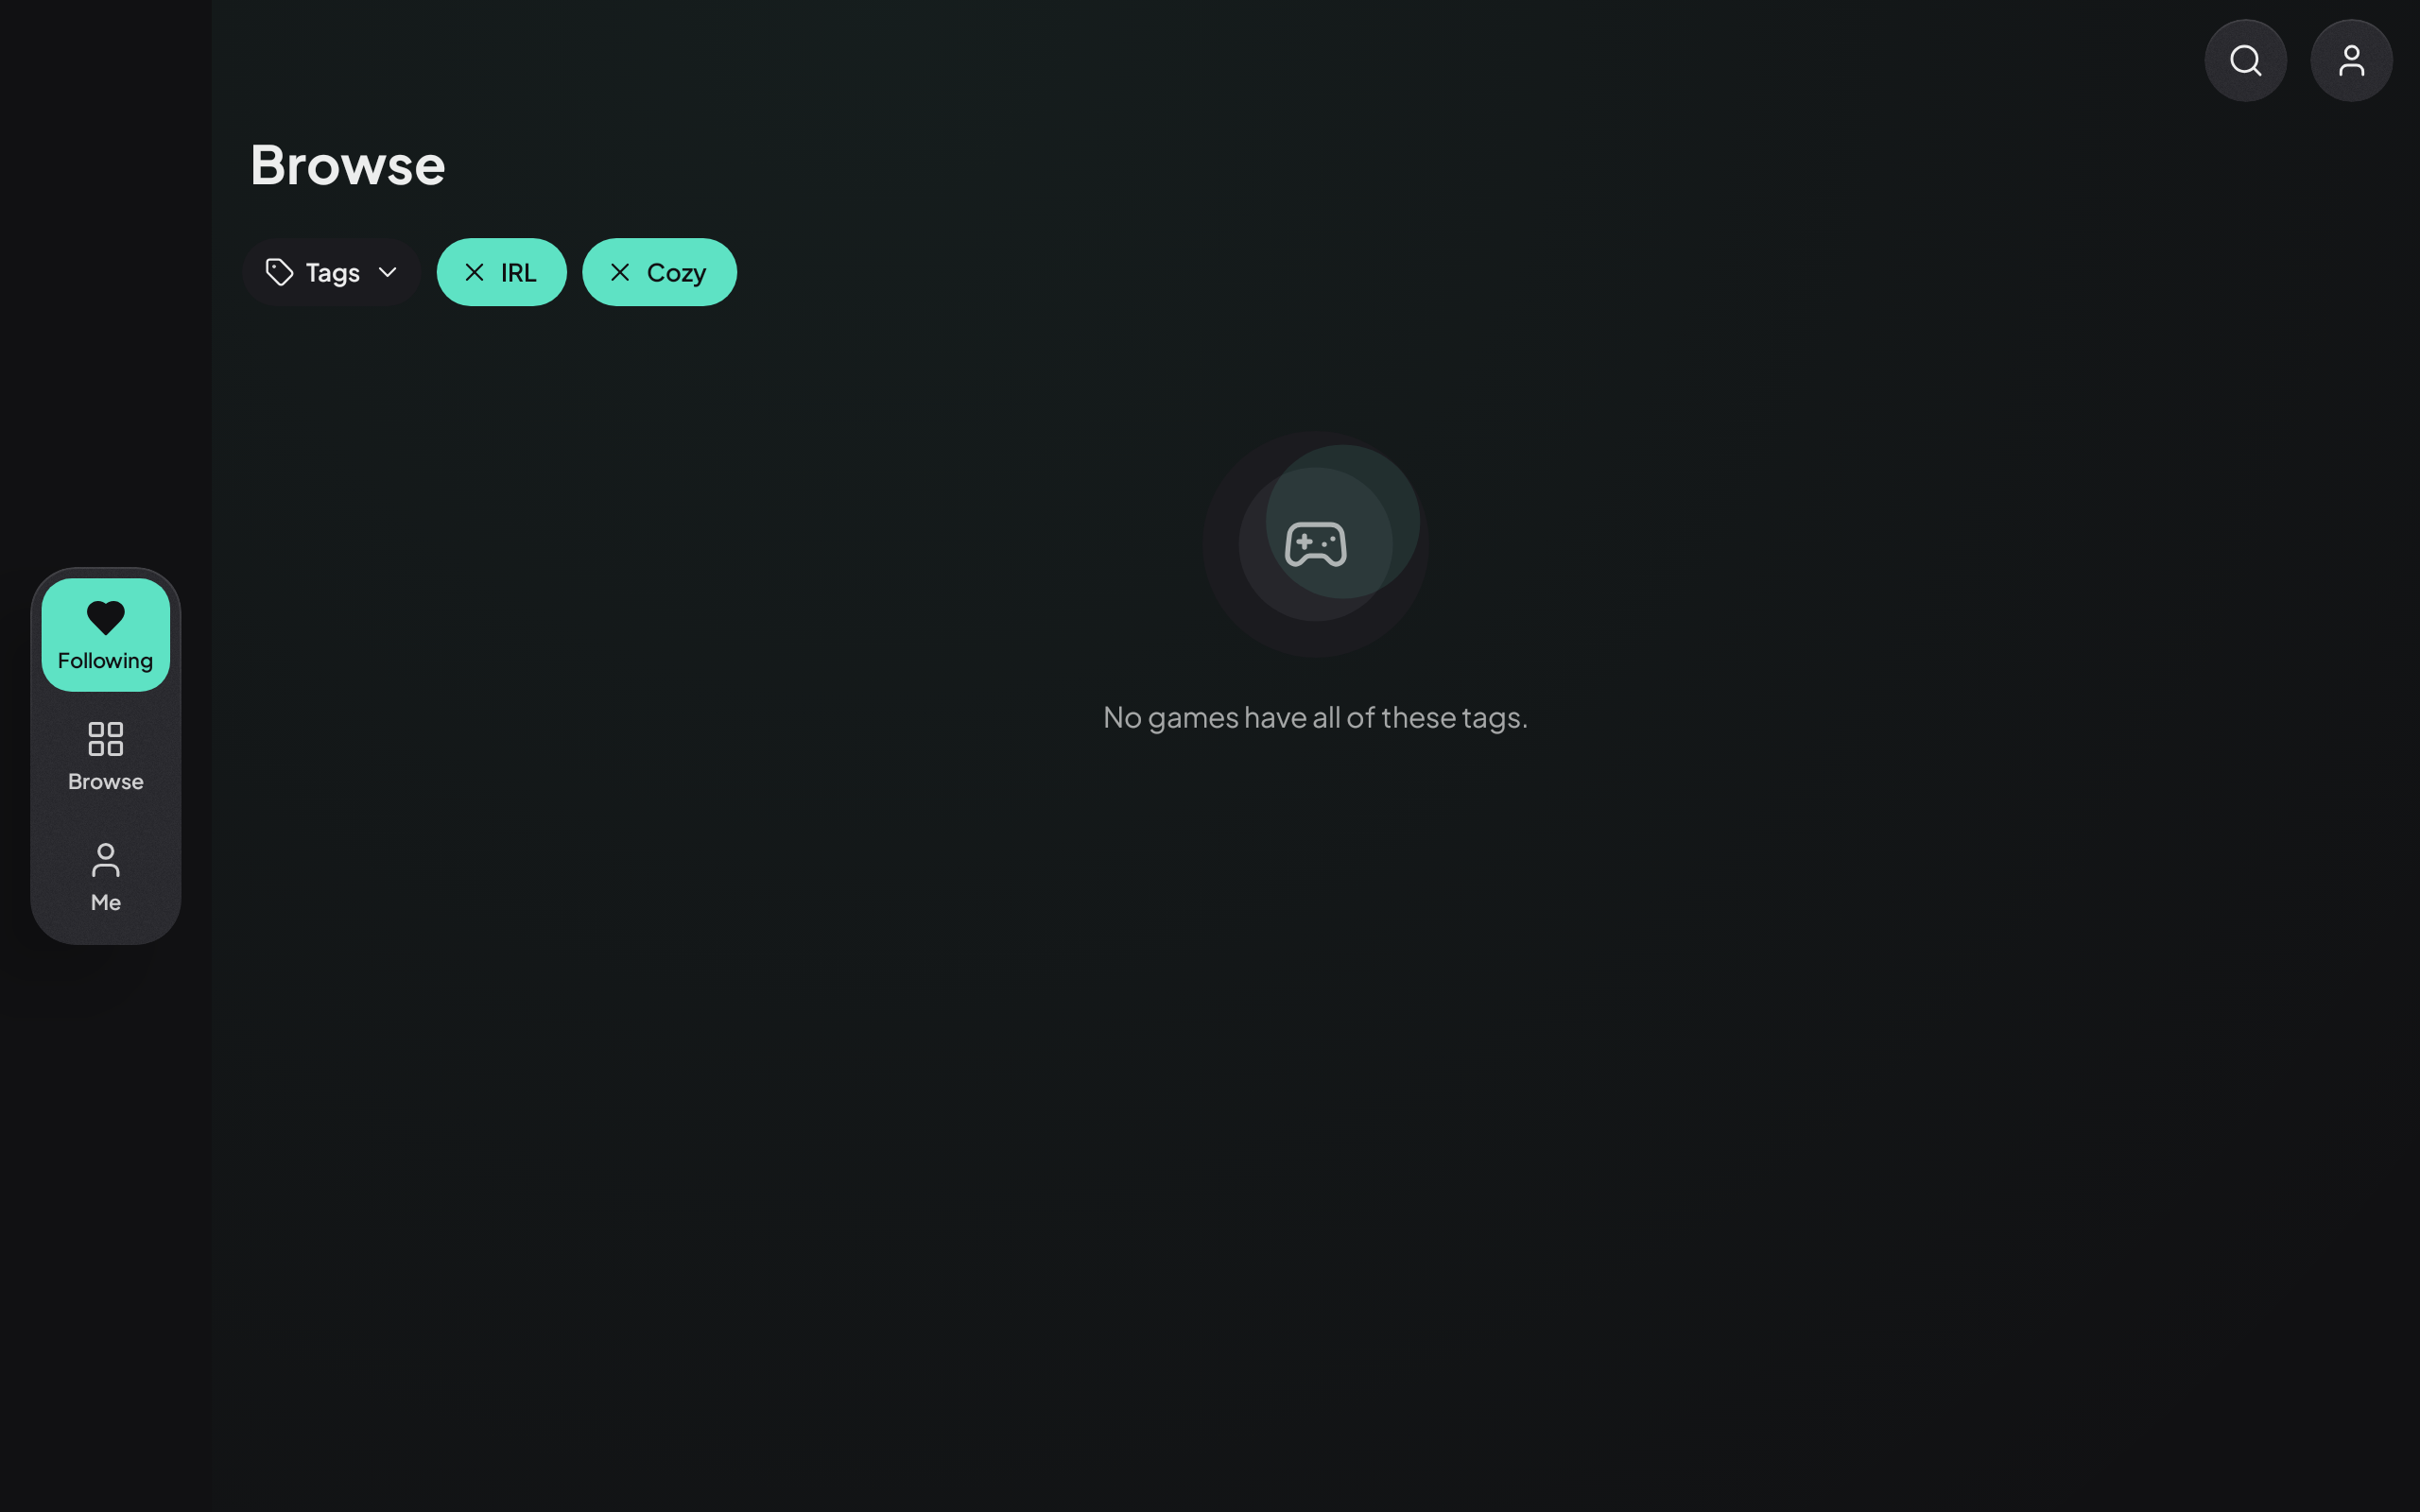 Browse
Tags
IRL
Cozy
Following
Browse
Me
No games have all of these tags.